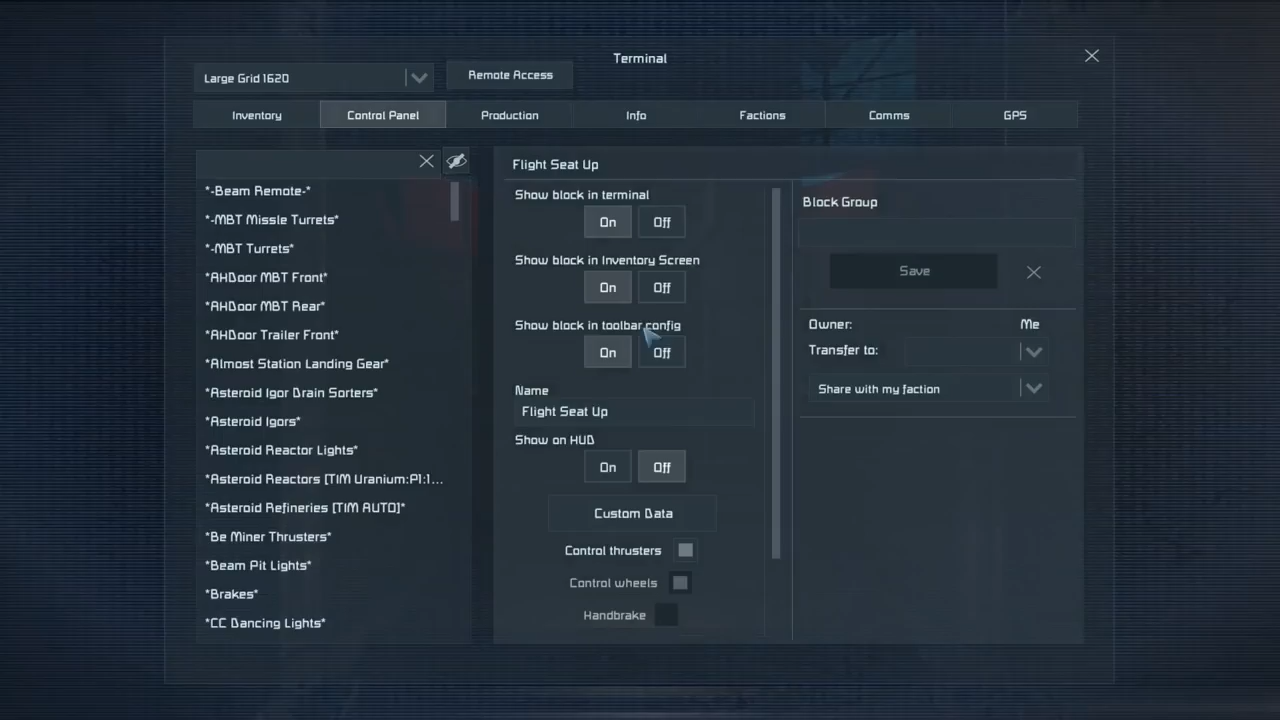 Terminal
Large Grid 1620
Remote Access
Inventory
Control Panel
Production
Info
Factions
Comms
GPS
*-Beam Remote-*
*-MBT Missle Turrets*
*-MBT Turrets*
*AHDoor MBT Front*
*AHDoor MBT Rear*
*AHDoor Trailer Front*
*Almost Station Landing Gear*
*Asteroid Igor Drain Sorters*
*Asteroid Igors*
*Asteroid Reactor Lights*
*Asteroid Reactors [TIM Uranium:P1:1...
*Asteroid Refineries [TIM AUTO]*
*Be Miner Thrusters*
*Beam Pit Lights*
*Brakes*
*CC Dancing Lights*
Flight Seat Up
Show block in terminal
On Off
Show block in Inventory Screen
On Off
Show block in toolbar config
On Off
Name
Flight Seat Up
Show on HUD
On Off
Custom Data
Control thrusters
Control wheels
Handbrake
Block Group
Save
Owner: Me
Transfer to:
Share with my faction